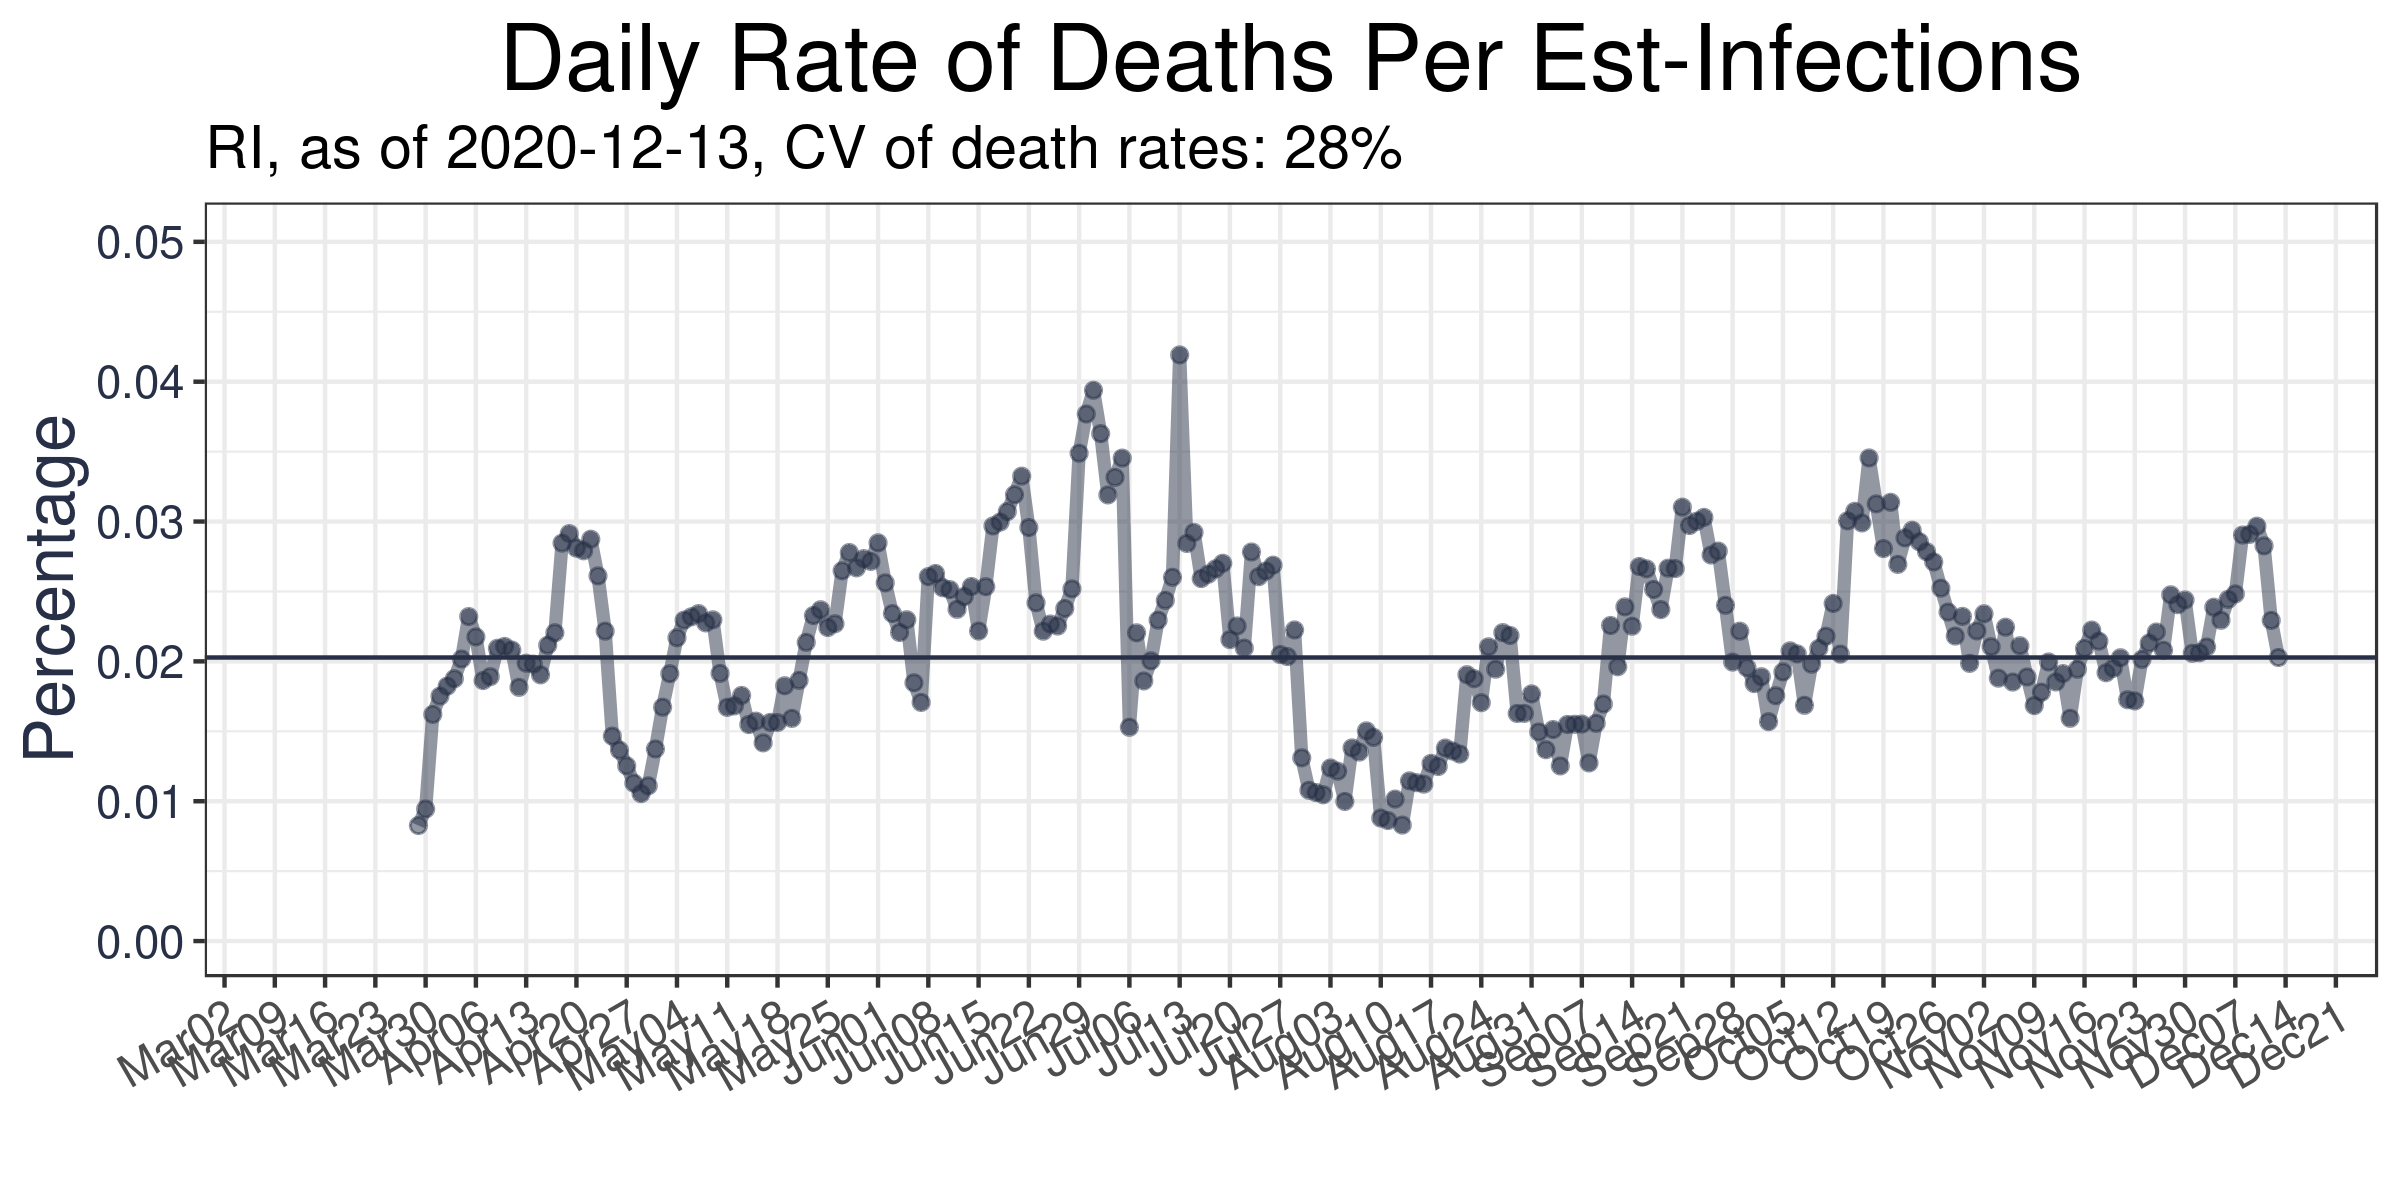 Daily Rate of Deaths Per Est-Infections
RI, as of 2020-12-13, CV of death rates: 28%
Percentage
0.05
0.04
0.03
0.02
0.01
0.00
Mar02
Mar09
Mar16
Mar23
Mar30
Apr06
Apr13
Apr20
Apr27
May04
May11
May18
May25
Jun01
Jun08
Jun15
Jun22
Jun29
Jul06
Jul13
Jul20
Jul27
Aug03
Aug10
Aug17
Aug24
Aug31
Sep07
Sep14
Sep21
Sep28
Oct05
Oct12
Oct19
Oct26
Nov02
Nov09
Nov16
Nov23
Nov30
Dec07
Dec14
Dec21